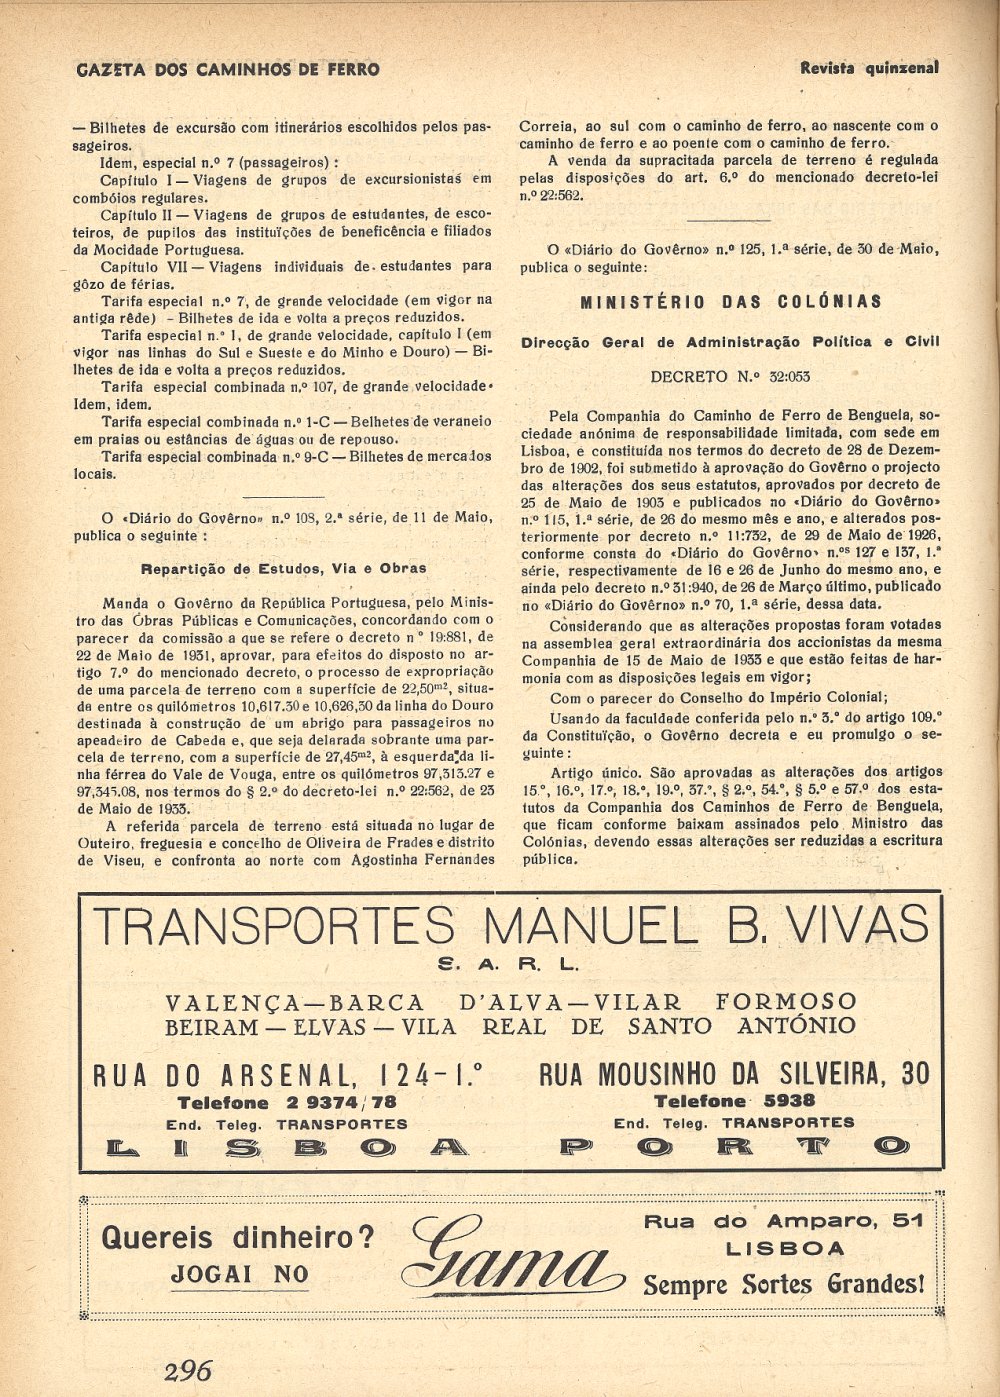 GAZETA DOS CAMINHOS DE FERRO
Revista quinzenal
— Bilhetes de excursão com itinerários escolhidos pelos pas-
sageiros.
Idem, especial n.º 7 (passageiros) :
Capítulo I — Viagens de grupos de excursionistas em
combóios regulares.
Capítulo II — Viagens de grupos de estudantes, de esco-
teiros, de pupilos das instituïções de beneficência e filiados
da Mocidade Portuguesa.
Capítulo VII — Viagens individuais de estudantes para
gôzo de férias.
Tarifa especial n.º 7, de grande velocidade (em vigor na
antiga rêde) - Bilhetes de ida e volta a preços reduzidos.
Tarifa especial n.º 1, de grande velocidade, capítulo I (em
vigor nas linhas do Sul e Sueste e do Minho e Douro) — Bi-
lhetes de ida e volta a preços reduzidos.
Tarifa especial combinada n.º 107, de grande velocidade•
Idem, idem.
Tarifa especial combinada n.º 1-C — Belhetes de veraneio
em praias ou estâncias de águas ou de repouso.
Tarifa especial combinada n.º 9-C — Bilhetes de mercados
locais.
O «Diário do Govêrno» n.º 108, 2.ª série, de 11 de Maio,
publica o seguinte :
Repartição de Estudos, Via e Obras
Manda o Govêrno da República Portuguesa, pelo Minis-
tro das Obras Públicas e Comunicações, concordando com o
parecer da comissão a que se refere o decreto n º 19:881, de
22 de Maio de 1931, aprovar, para efeitos do disposto no ar-
tigo 7.º do mencionado decreto, o processo de expropriação
de uma parcela de terreno com a superfície de 22,50m², situa-
da entre os quilómetros 10,617.30 e 10,626,30 da linha do Douro
destinada à construção de um abrigo para passageiros no
apeadeiro de Cabeda e, que seja delarada sobrante uma par-
cela de terreno, com a superfície de 27,45m², à esquerda da li-
nha férrea do Vale de Vouga, entre os quilómetros 97,313.27 e
97,345.08, nos termos do § 2.º do decreto-lei n.º 22:562, de 23
de Maio de 1933.
A referida parcela de terreno está situada no lugar de
Outeiro, freguesia e concelho de Oliveira de Frades e distrito
de Viseu, e confronta ao norte com Agostinha Fernandes
Correia, ao sul com o caminho de ferro, ao nascente com o
caminho de ferro e ao poente com o caminho de ferro.
A venda da supracitada parcela de terreno é regulada
pelas disposições do art. 6.º do mencionado decreto-lei
n.º 22:562.
O «Diário do Govêrno» n.º 125, 1.ª série, de 30 de Maio,
publica o seguinte:
MINISTÉRIO DAS COLÓNIAS
Direcção Geral de Administração Política e Civil
DECRETO N.º 32:053
Pela Companhia do Caminho de Ferro de Benguela, so-
ciedade anónima de responsabilidade limitada, com sede em
Lisboa, e constituída nos termos do decreto de 28 de Dezem-
bro de 1902, foi submetido à aprovação do Govêrno o projecto
das alterações dos seus estatutos, aprovados por decreto de
25 de Maio de 1903 e publicados no «Diário do Govêrno»
n.º 115, 1.ª série, de 26 do mesmo mês e ano, e alterados pos-
teriormente por decreto n.º 11:732, de 29 de Maio de 1926,
conforme consta do «Diário do Govêrno» n.os 127 e 137, 1.ª
série, respectivamente de 16 e 26 de Junho do mesmo ano, e
ainda pelo decreto n.º 31:940, de 26 de Março último, publicado
no «Diário do Govêrno» n.º 70, 1.ª série, dessa data.
Considerando que as alterações propostas foram votadas
na assemblea geral extraordinária dos accionistas da mesma
Companhia de 15 de Maio de 1933 e que estão feitas de har-
monia com as disposições legais em vigor;
Com o parecer do Conselho do Império Colonial;
Usando da faculdade conferida pelo n.º 3.º do artigo 109.º
da Constituïção, o Govêrno decreta e eu promulgo o se-
guinte :
Artigo único. São aprovadas as alterações dos artigos
15.º, 16.º, 17.º, 18.º, 19.º, 37.º, § 2.º, 54.º, § 5.º e 57.º dos esta-
tutos da Companhia dos Caminhos de Ferro de Benguela,
que ficam conforme baixam assinados pelo Ministro das
Colónias, devendo essas alterações ser reduzidas a escritura
pública.
TRANSPORTES MANUEL B. VIVAS
S. A. R. L.
VALENÇA — BARCA D'ALVA — VILAR FORMOSO
BEIRAM — ELVAS — VILA REAL DE SANTO ANTÓNIO
RUA DO ARSENAL, 124-1.º
Telefone 2 9374/78
End. Teleg. TRANSPORTES
LISBOA
RUA MOUSINHO DA SILVEIRA, 30
Telefone 5938
End. Teleg. TRANSPORTES
PORTO
Quereis dinheiro?
JOGAI NO
Gama
Rua do Amparo, 51
LISBOA
Sempre Sortes Grandes!
296